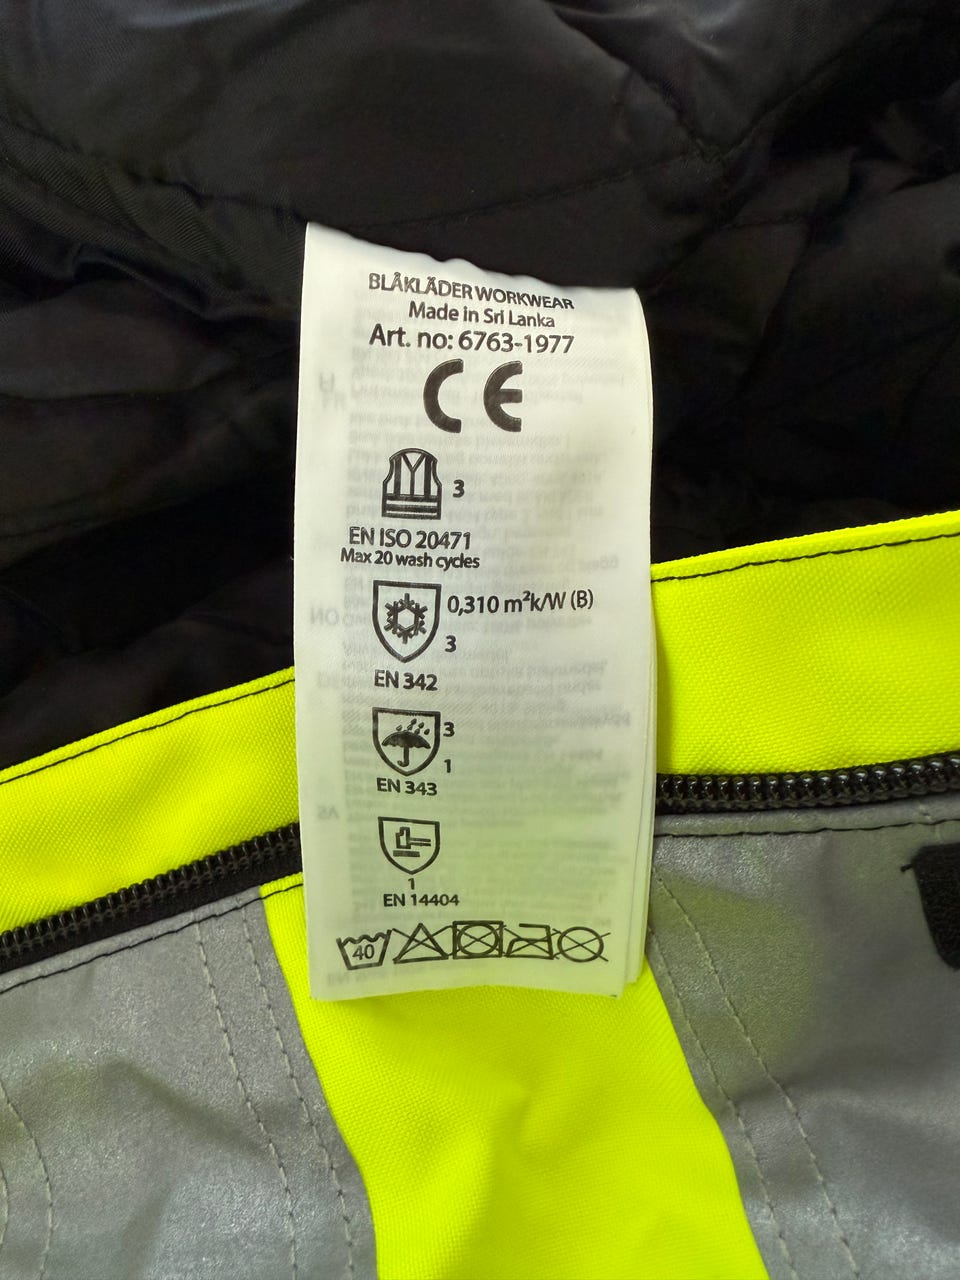 BLÅKLÄDER WORKWEAR
Made in Sri Lanka
Art. no: 6763-1977
CE
3
EN ISO 20471
Max 20 wash cycles
0,310 m²k/W (B)
3
EN 342
3
1
EN 343
1
EN 14404
40